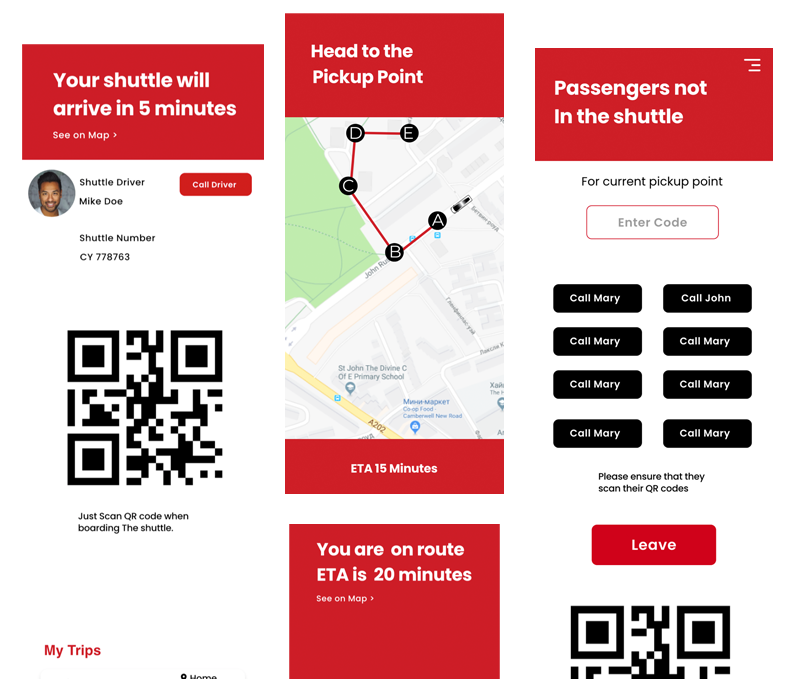 Your shuttle will
arrive in 5 minutes
See on Map >
Shuttle Driver
Mike Doe
Call Driver
Shuttle Number
CY 778763
Just Scan QR code when
boarding The shuttle.
My Trips
Home
Head to the
Pickup Point
D
E
C
A
B
John Ru
St John The Divine C
Of E Primary School
Мини-маркет
Co-op Food
Camberwell New Road
A202
Хай
The H
ETA 15 Minutes
You are on route
ETA is 20 minutes
See on Map >
Passengers not
In the shuttle
For current pickup point
Enter Code
Call Mary
Call John
Call Mary
Call Mary
Call Mary
Call Mary
Call Mary
Call Mary
Please ensure that they
scan their QR codes
Leave